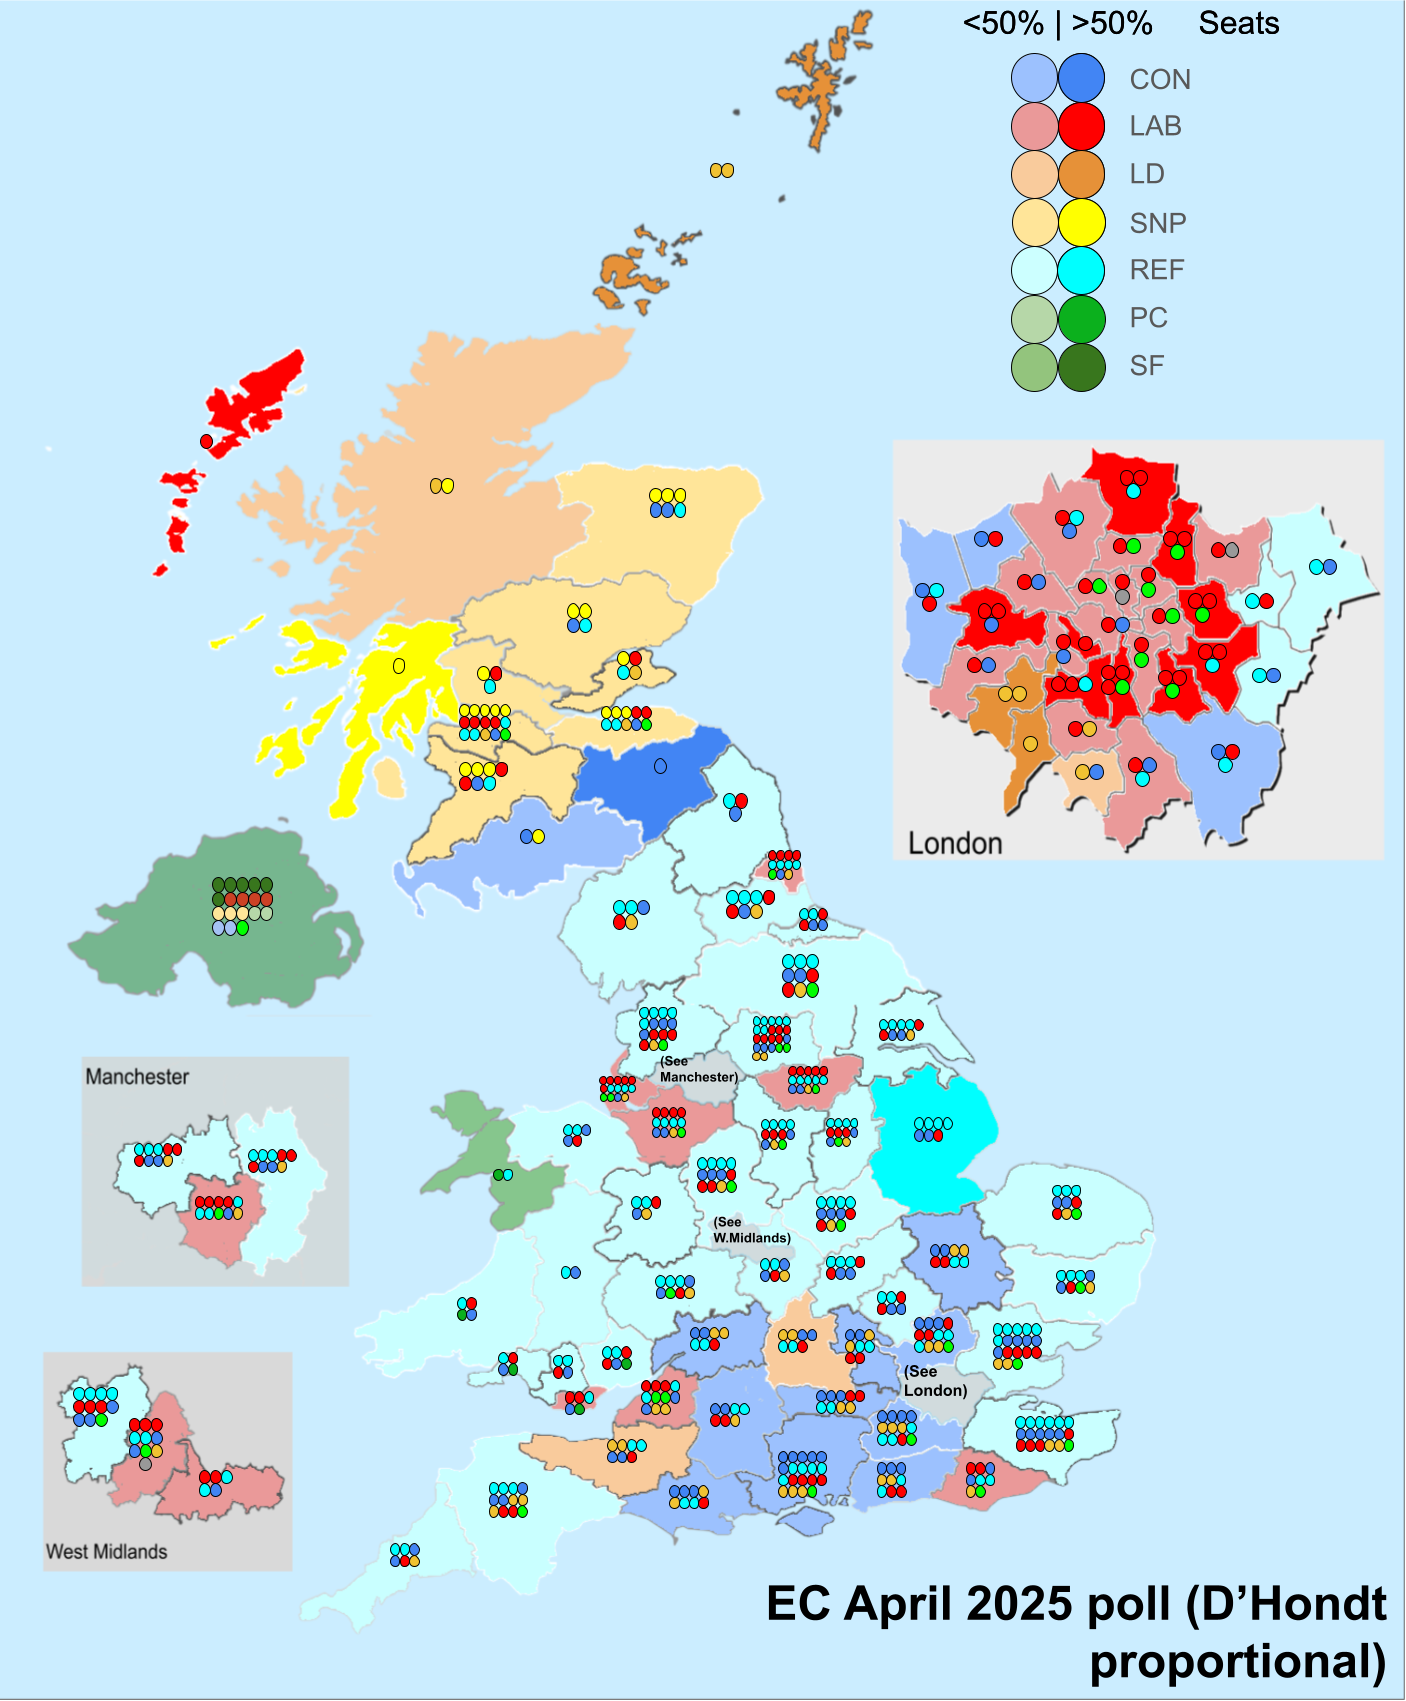 <50% | >50% Seats
CON
LAB
LD
SNP
REF
PC
SF
London
(See
Manchester)
Manchester
(See
W.Midlands)
(See
London)
West Midlands
EC April 2025 poll (D’Hondt
proportional)